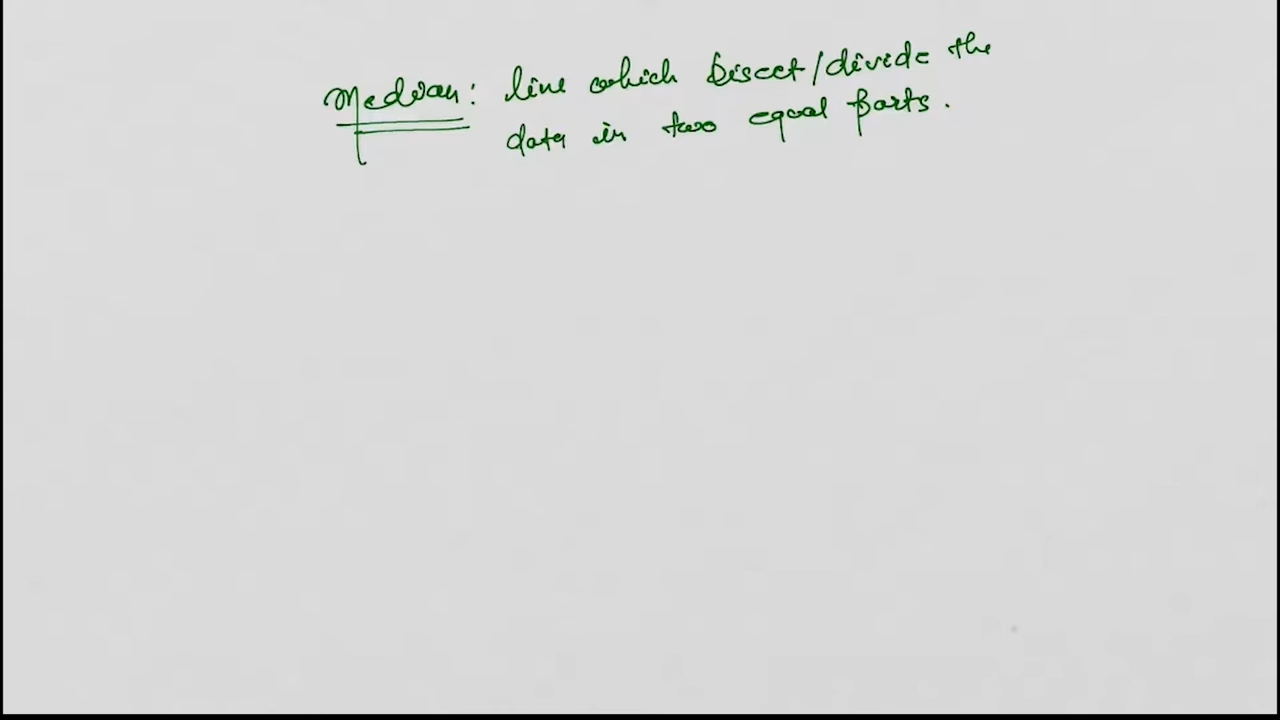 Median: line which Bisect/divide the
data in two equal parts.